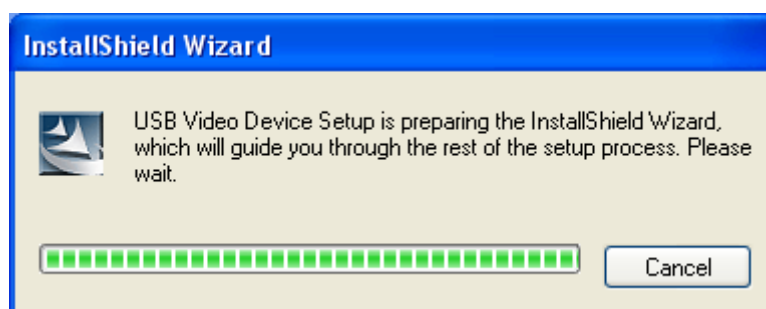 InstallShield Wizard
USB Video Device Setup is preparing the InstallShield Wizard,
which will guide you through the rest of the setup process. Please
wait.
Cancel